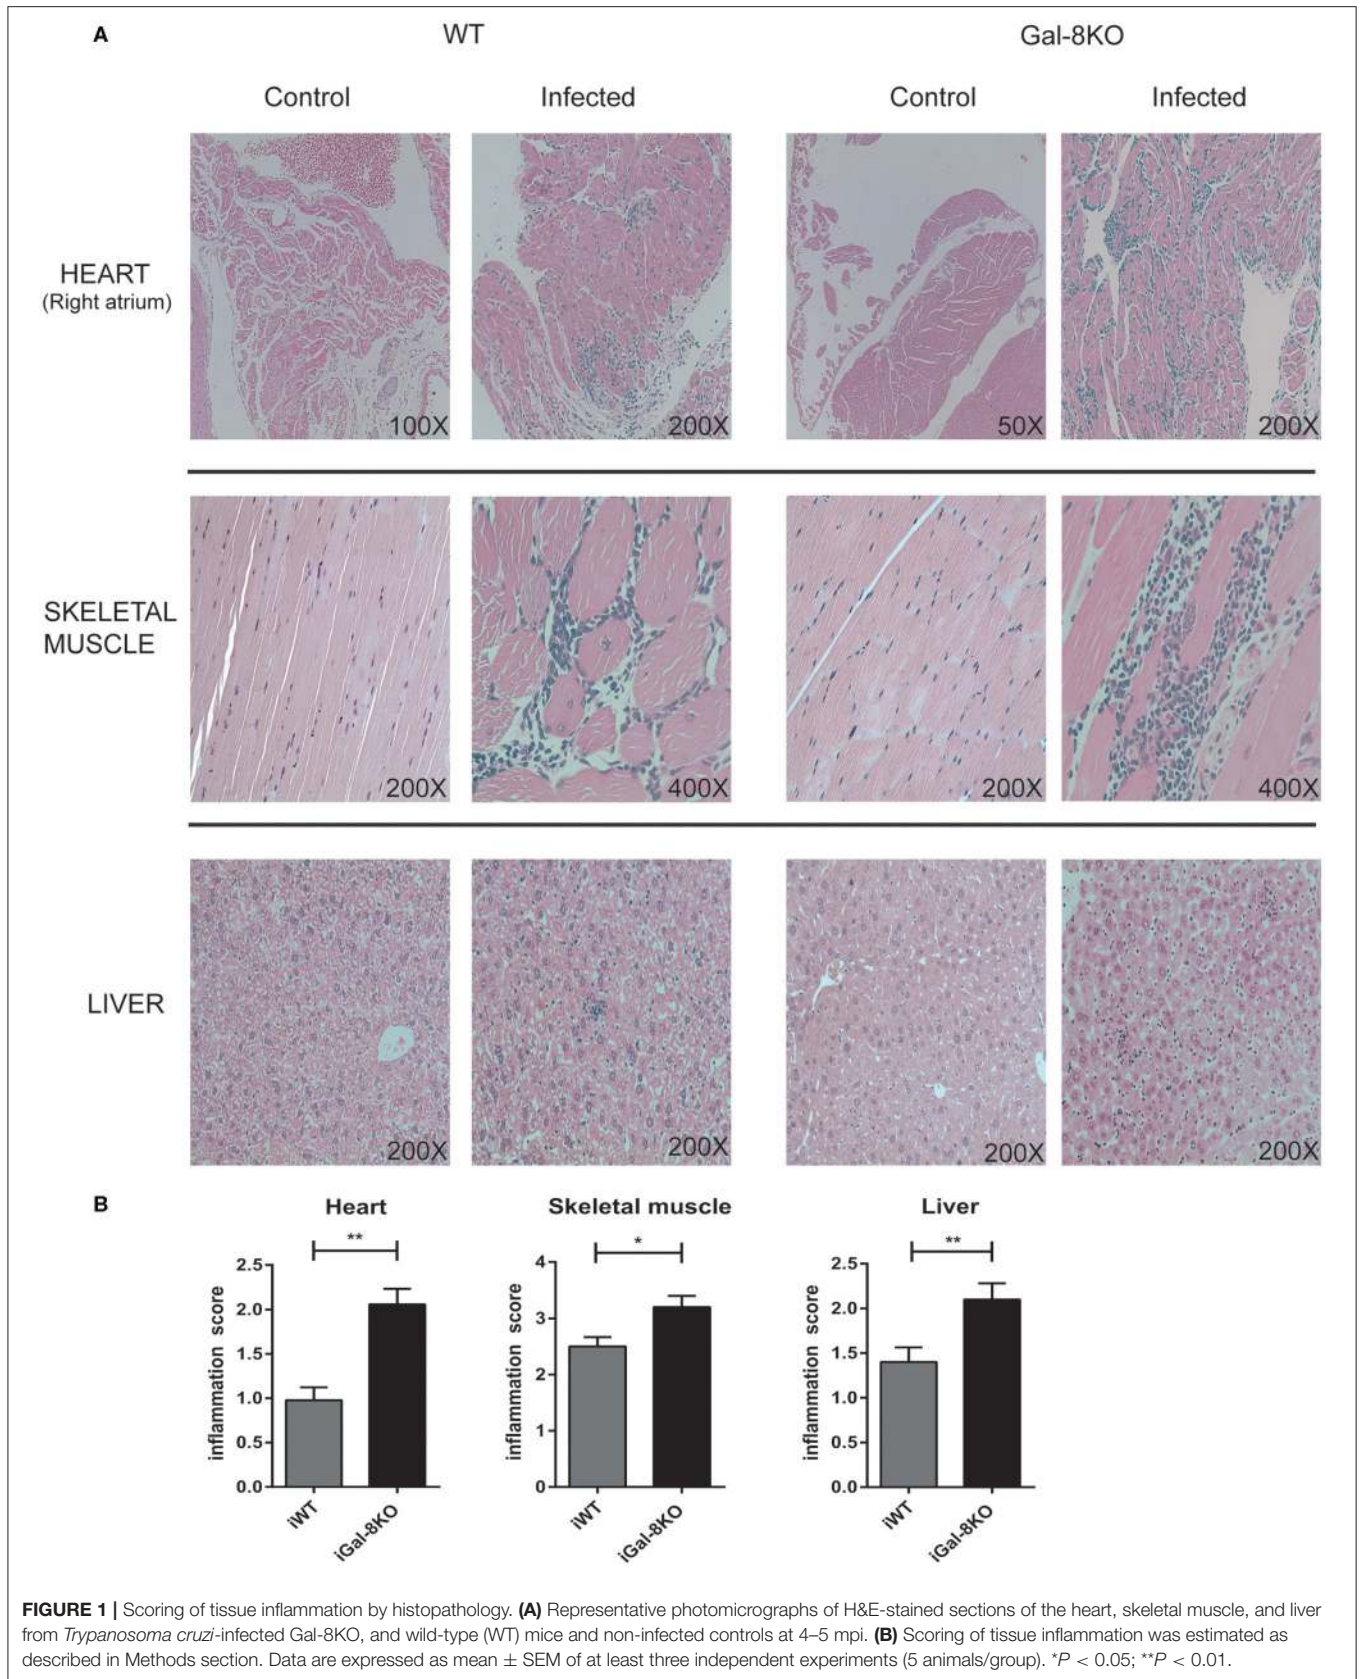 A
WT
Gal-8KO
Control
Infected
Control
Infected
HEART
(Right atrium)
100X
200X
50X
200X
SKELETAL
MUSCLE
200X
400X
200X
400X
LIVER
200X
200X
200X
200X
B
Heart
**
inflammation score
2.5
2.0
1.5
1.0
0.5
0.0
iWT
iGal-8KO
Skeletal muscle
*
inflammation score
4
3
2
1
0
iWT
iGal-8KO
Liver
**
inflammation score
2.5
2.0
1.5
1.0
0.5
0.0
iWT
iGal-8KO
FIGURE 1 | Scoring of tissue inflammation by histopathology. (A) Representative photomicrographs of H&E-stained sections of the heart, skeletal muscle, and liver
from Trypanosoma cruzi-infected Gal-8KO, and wild-type (WT) mice and non-infected controls at 4–5 mpi. (B) Scoring of tissue inflammation was estimated as
described in Methods section. Data are expressed as mean ± SEM of at least three independent experiments (5 animals/group). *P < 0.05; **P < 0.01.